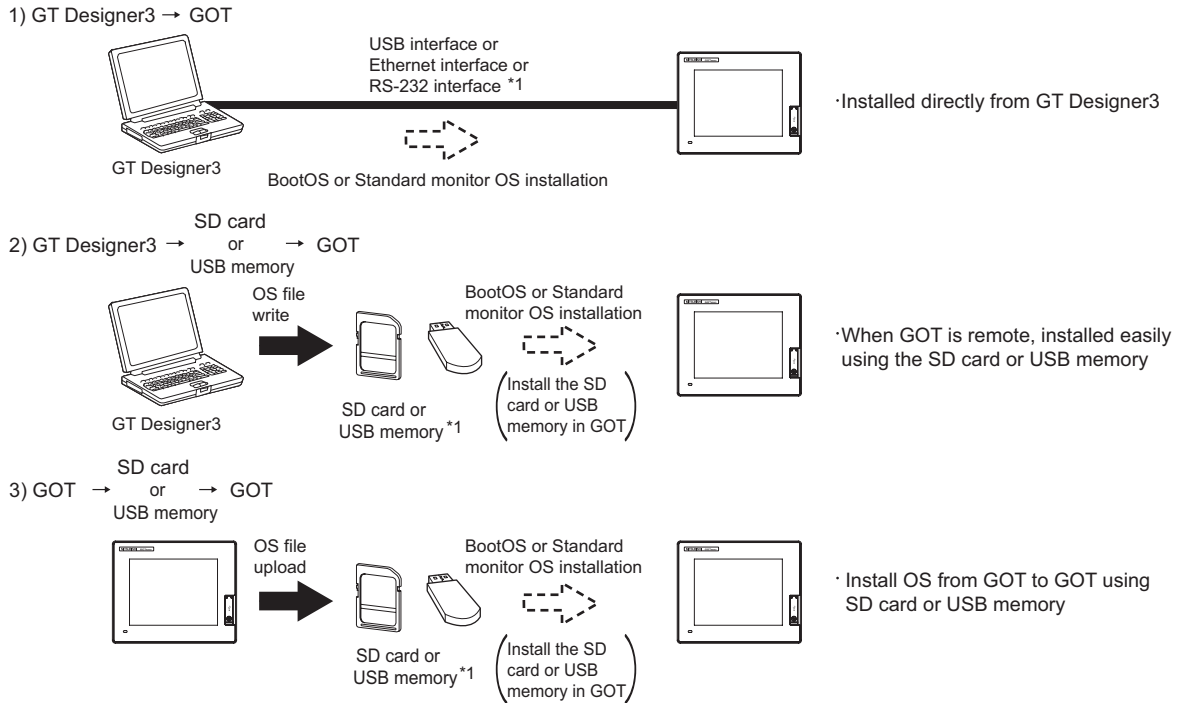 1) GT Designer3 → GOT
USB interface or
Ethernet interface or
RS-232 interface *1
·Installed directly from GT Designer3
GT Designer3
BootOS or Standard monitor OS installation
SD card
2) GT Designer3 → or → GOT
USB memory
OS file
write
BootOS or Standard
monitor OS installation
·When GOT is remote, installed easily
using the SD card or USB memory
(Install the SD
card or USB
memory in GOT)
SD card or
USB memory *1
GT Designer3
SD card
3) GOT → or → GOT
USB memory
OS file
upload
BootOS or Standard
monitor OS installation
· Install OS from GOT to GOT using
SD card or USB memory
(Install the SD
card or USB
memory in GOT)
SD card or
USB memory *1